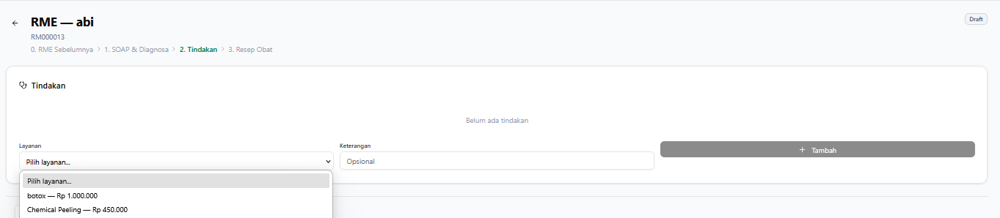 RME — abi
Draft
RM000013
0. RME Sebelumnya > 1. SOAP & Diagnosa > 2. Tindakan > 3. Resep Obat
Tindakan
Belum ada tindakan
Layanan
Keterangan
Pilih layanan...
Opsional
+ Tambah
Pilih layanan...
botox — Rp 1.000.000
Chemical Peeling — Rp 450.000